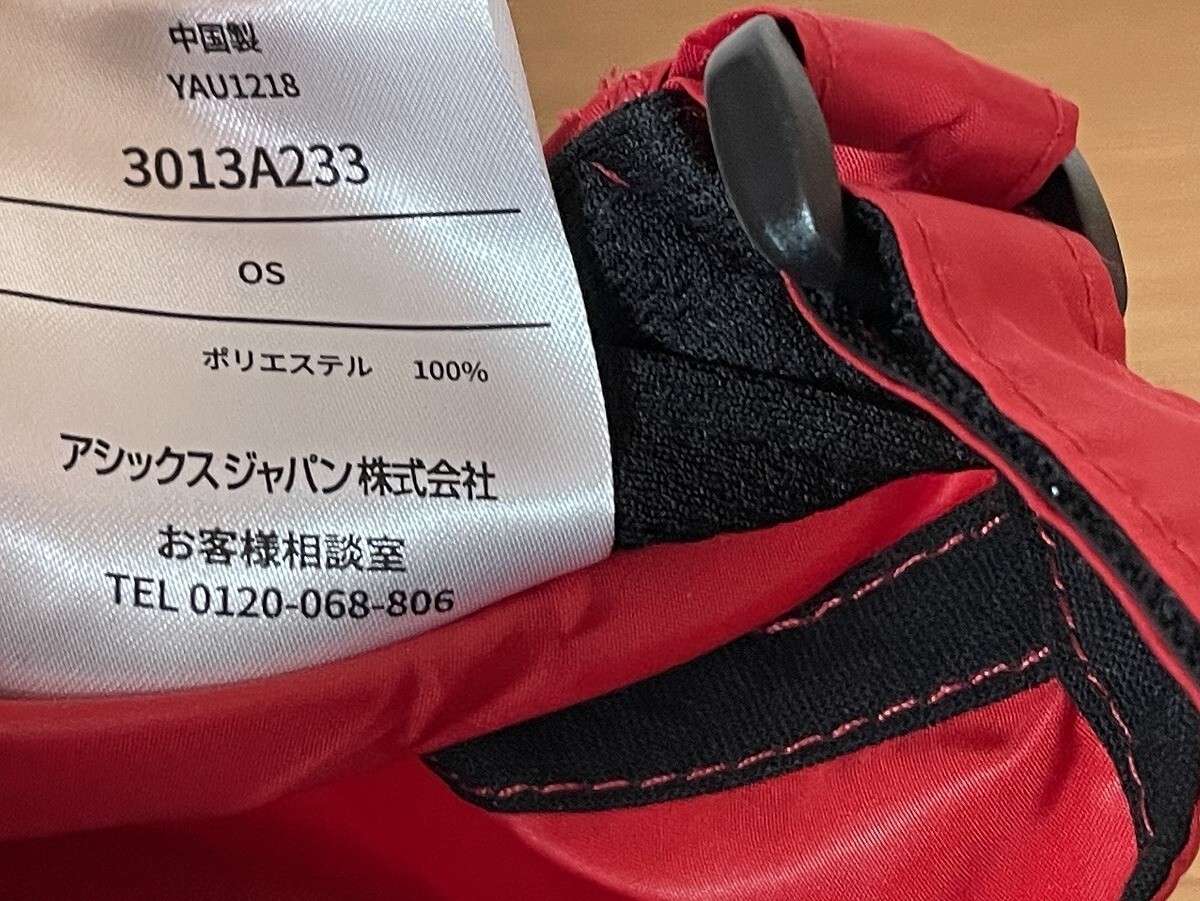 中国製
YAU1218
3013A233
OS
ポリエステル 100%
アシックスジャパン株式会社
お客様相談室
TEL 0120-068-806